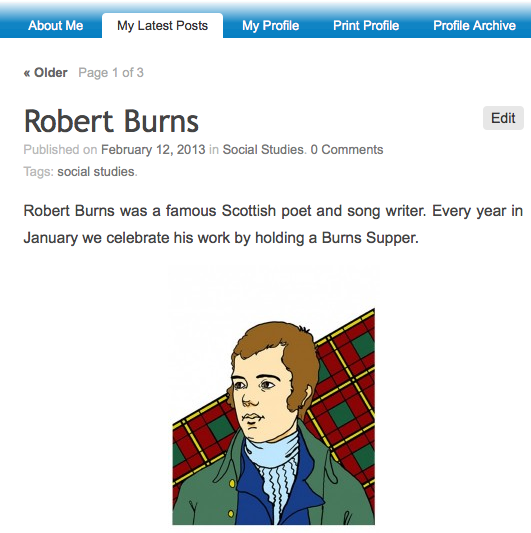 About Me My Latest Posts My Profile Print Profile Profile Archive
« Older Page 1 of 3
Robert Burns Edit
Published on February 12, 2013 in Social Studies. 0 Comments
Tags: social studies.
Robert Burns was a famous Scottish poet and song writer. Every year in
January we celebrate his work by holding a Burns Supper.